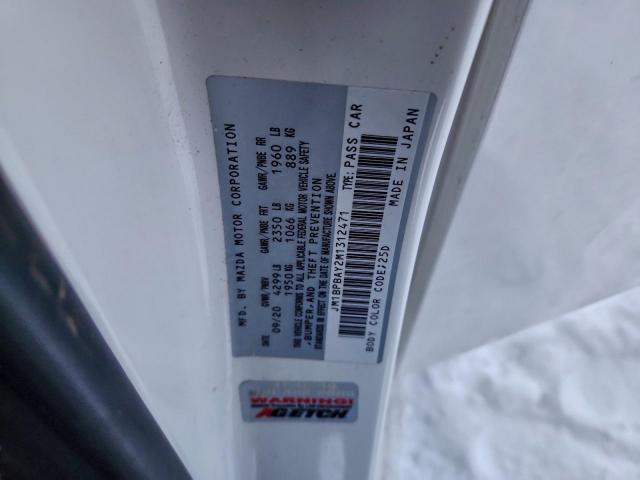 MFD. BY MAZDA MOTOR CORPORATION
GVWR/PNBV GAWR/PNBE FRT GAWR/PNBE RR
09/20 4299LB 2350 LB 1960 LB
1950KG 1066 KG 889 KG
THIS VEHICLE CONFORMS TO ALL APPLICABLE FEDERAL MOTOR VEHICLE SAFETY
-BUMPER-AND THEFT PREVENTION
STANDARDS IN EFFECT ON THE DATE OF MANUFACTURE SHOWN ABOVE.
JM1BPBAY2M1312471 TYPE: PASS CAR
BODY COLOR CODE;25D MADE IN JAPAN
WARNING!
ETCH